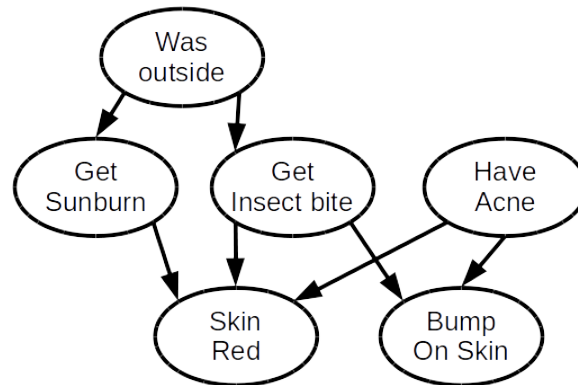 Was
outside
Get
Sunburn
Get
Insect bite
Have
Acne
Skin
Red
Bump
On Skin